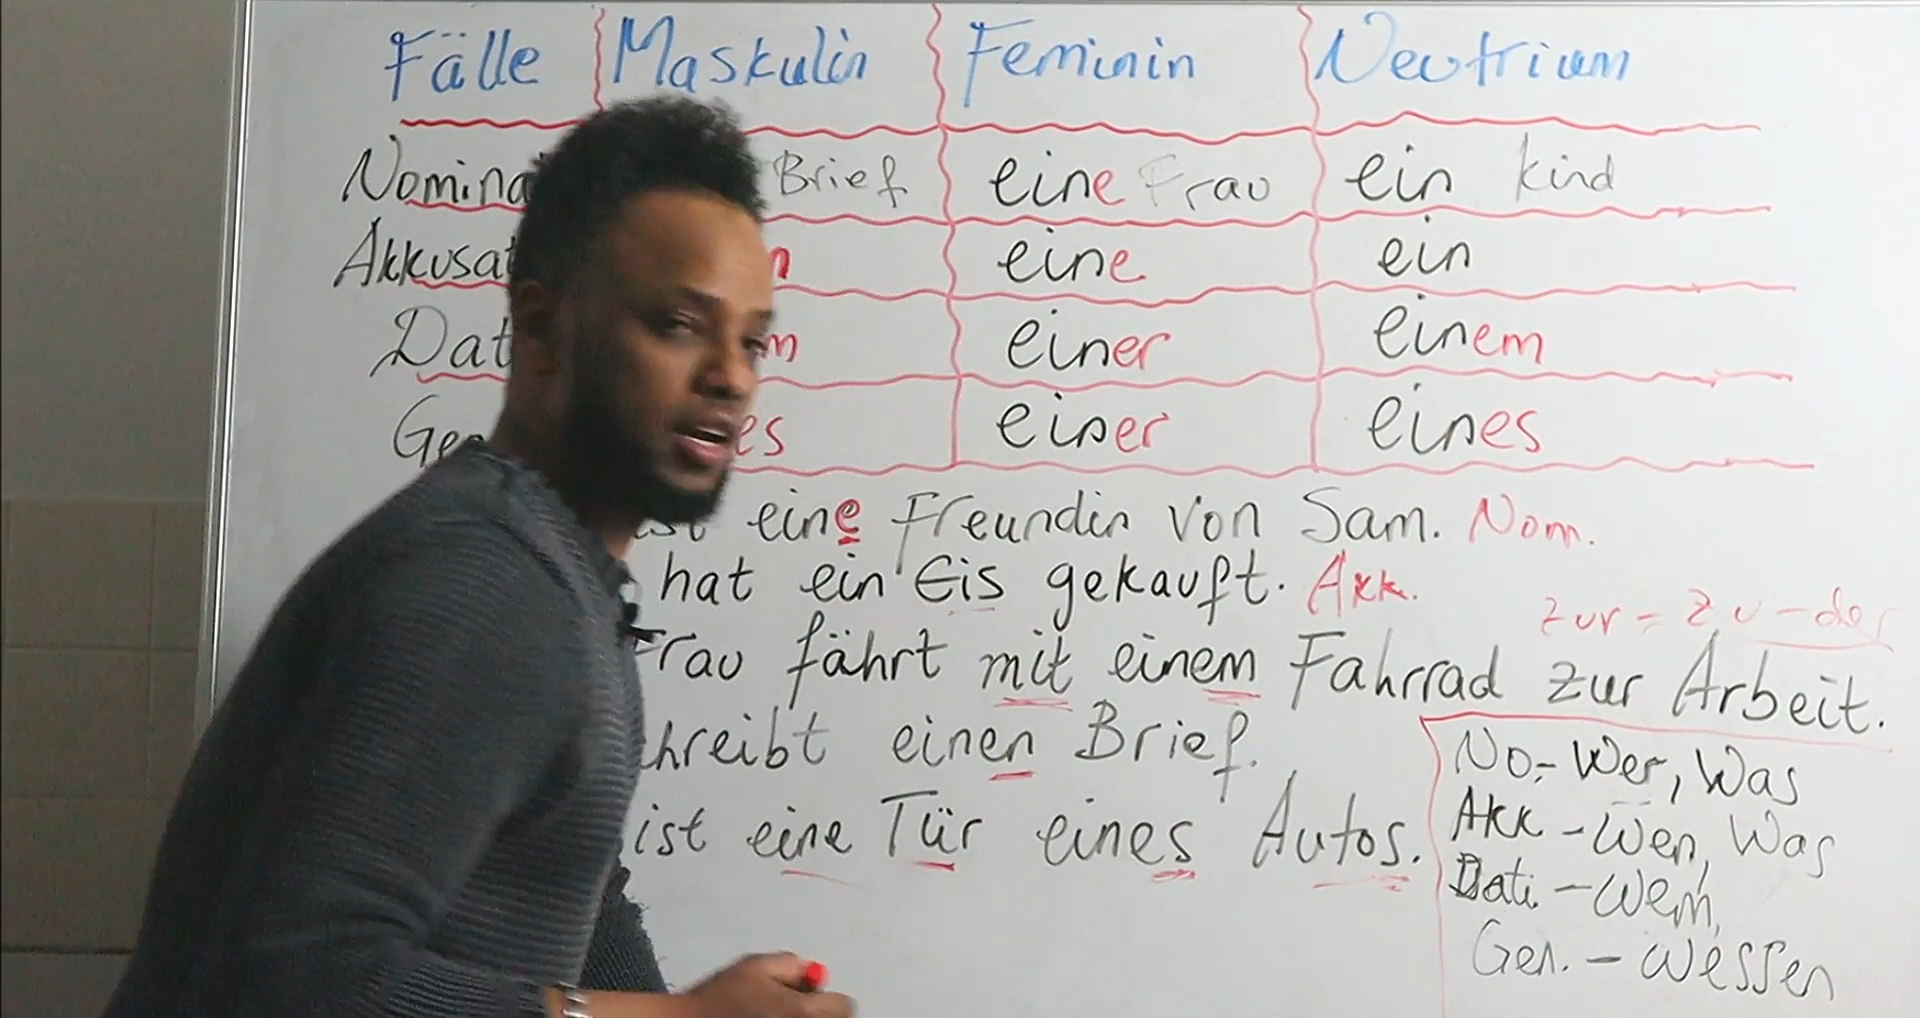 Fälle Maskulin Feminin Neutrium
Nomina Brief eine Frau ein kind
Akkusat n eine ein
Dat m einer einem
Gen es einer eines
ist eine Freundin von Sam. Nom.
hat ein Eis gekauft. Akk.
zur = zu - der
Frau fährt mit einem Fahrrad zur Arbeit.
chreibt einen Brief.
ist eine Tür eines Autos.
No,- Wer, Was
Akk - Wen, Was
Dati. - Wem,
Gen. - Wessen